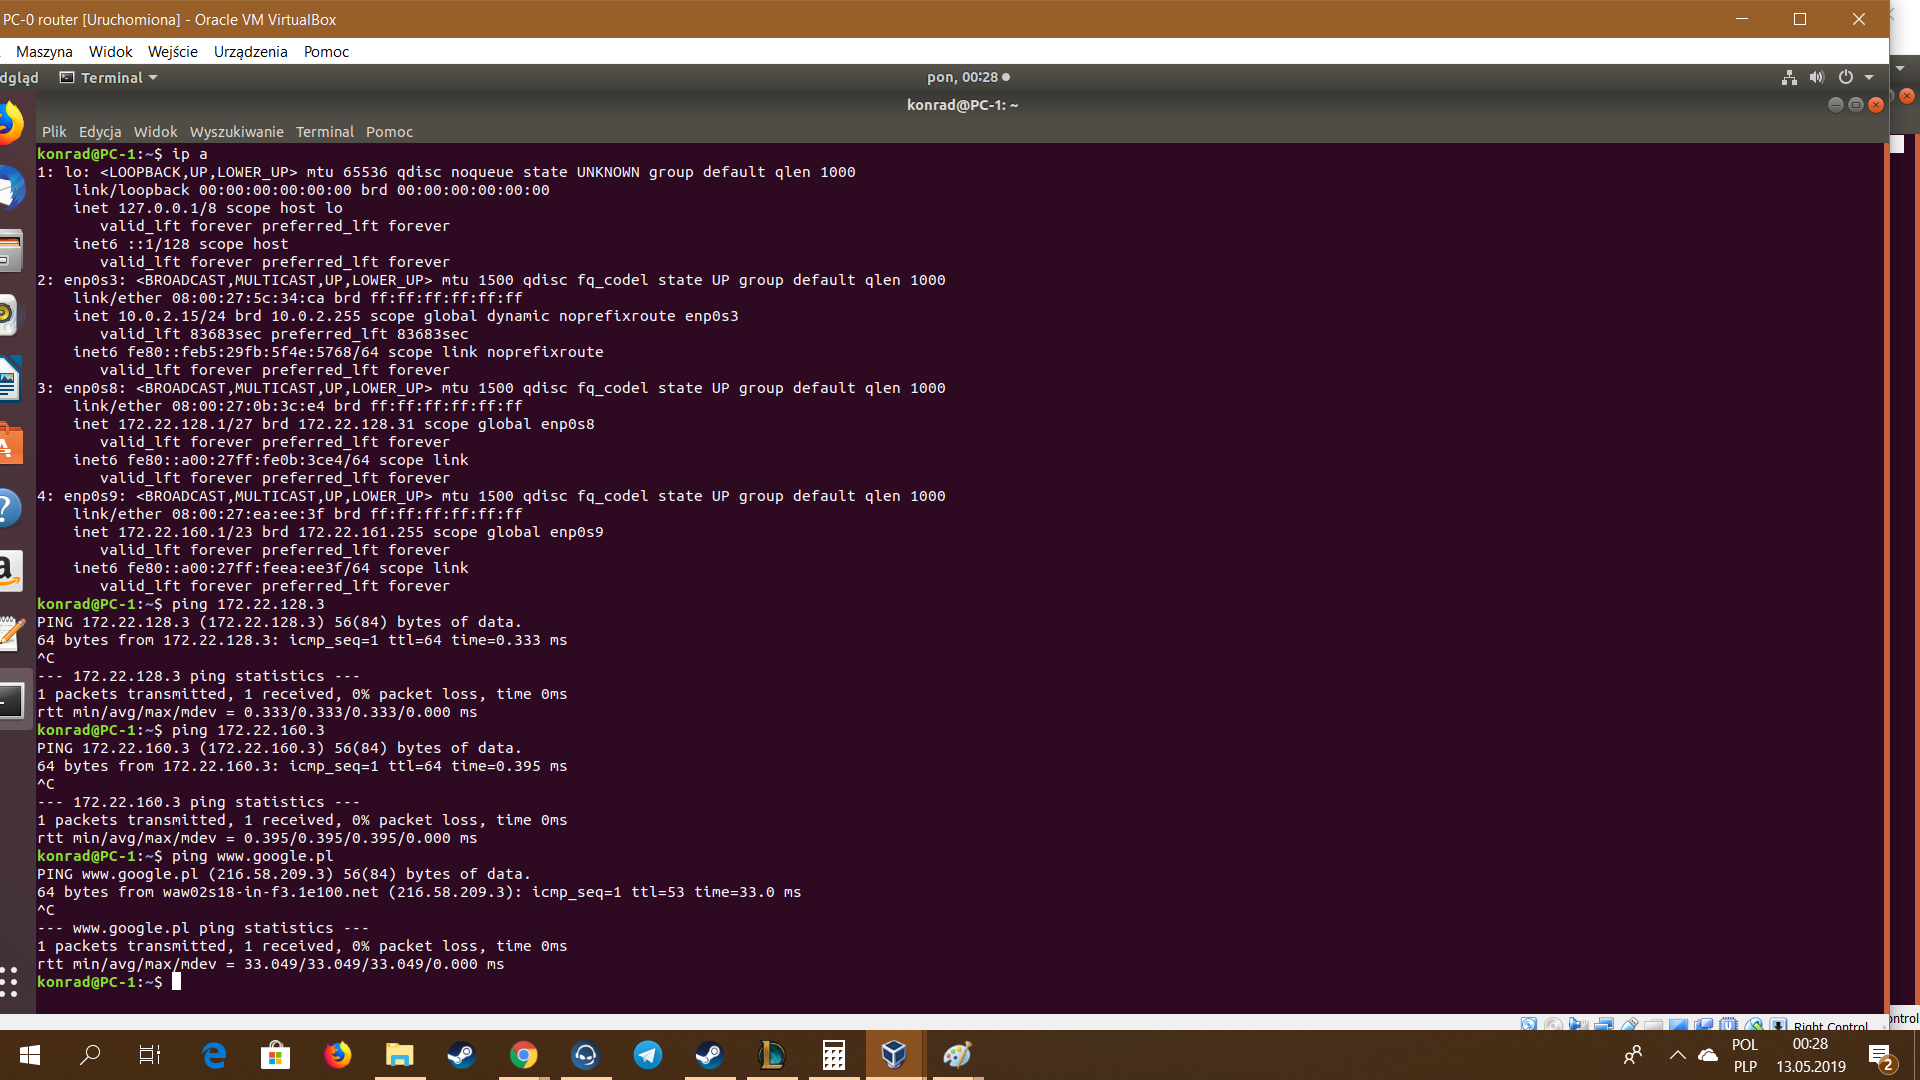 PC-0 router [Uruchomiona] - Oracle VM VirtualBox
Maszyna Widok Wejście Urządzenia Pomoc
dgląd Terminal pon, 00:28
konrad@PC-1: ~
Plik Edycja Widok Wyszukiwanie Terminal Pomoc
konrad@PC-1:~$ ip a
1: lo: <LOOPBACK,UP,LOWER_UP> mtu 65536 qdisc noqueue state UNKNOWN group default qlen 1000
    link/loopback 00:00:00:00:00:00 brd 00:00:00:00:00:00
    inet 127.0.0.1/8 scope host lo
       valid_lft forever preferred_lft forever
    inet6 ::1/128 scope host
       valid_lft forever preferred_lft forever
2: enp0s3: <BROADCAST,MULTICAST,UP,LOWER_UP> mtu 1500 qdisc fq_codel state UP group default qlen 1000
    link/ether 08:00:27:5c:34:ca brd ff:ff:ff:ff:ff:ff
    inet 10.0.2.15/24 brd 10.0.2.255 scope global dynamic noprefixroute enp0s3
       valid_lft 83683sec preferred_lft 83683sec
    inet6 fe80::feb5:29fb:5f4e:5768/64 scope link noprefixroute
       valid_lft forever preferred_lft forever
3: enp0s8: <BROADCAST,MULTICAST,UP,LOWER_UP> mtu 1500 qdisc fq_codel state UP group default qlen 1000
    link/ether 08:00:27:0b:3c:e4 brd ff:ff:ff:ff:ff:ff
    inet 172.22.128.1/27 brd 172.22.128.31 scope global enp0s8
       valid_lft forever preferred_lft forever
    inet6 fe80::a00:27ff:fe0b:3ce4/64 scope link
       valid_lft forever preferred_lft forever
4: enp0s9: <BROADCAST,MULTICAST,UP,LOWER_UP> mtu 1500 qdisc fq_codel state UP group default qlen 1000
    link/ether 08:00:27:ea:ee:3f brd ff:ff:ff:ff:ff:ff
    inet 172.22.160.1/23 brd 172.22.161.255 scope global enp0s9
       valid_lft forever preferred_lft forever
    inet6 fe80::a00:27ff:feea:ee3f/64 scope link
       valid_lft forever preferred_lft forever
konrad@PC-1:~$ ping 172.22.128.3
PING 172.22.128.3 (172.22.128.3) 56(84) bytes of data.
64 bytes from 172.22.128.3: icmp_seq=1 ttl=64 time=0.333 ms
^C
--- 172.22.128.3 ping statistics ---
1 packets transmitted, 1 received, 0% packet loss, time 0ms
rtt min/avg/max/mdev = 0.333/0.333/0.333/0.000 ms
konrad@PC-1:~$ ping 172.22.160.3
PING 172.22.160.3 (172.22.160.3) 56(84) bytes of data.
64 bytes from 172.22.160.3: icmp_seq=1 ttl=64 time=0.395 ms
^C
--- 172.22.160.3 ping statistics ---
1 packets transmitted, 1 received, 0% packet loss, time 0ms
rtt min/avg/max/mdev = 0.395/0.395/0.395/0.000 ms
konrad@PC-1:~$ ping www.google.pl
PING www.google.pl (216.58.209.3) 56(84) bytes of data.
64 bytes from waw02s18-in-f3.1e100.net (216.58.209.3): icmp_seq=1 ttl=53 time=33.0 ms
^C
--- www.google.pl ping statistics ---
1 packets transmitted, 1 received, 0% packet loss, time 0ms
rtt min/avg/max/mdev = 33.049/33.049/33.049/0.000 ms
konrad@PC-1:~$
Right Control
ontrol
POL 00:28
PLP 13.05.2019
2